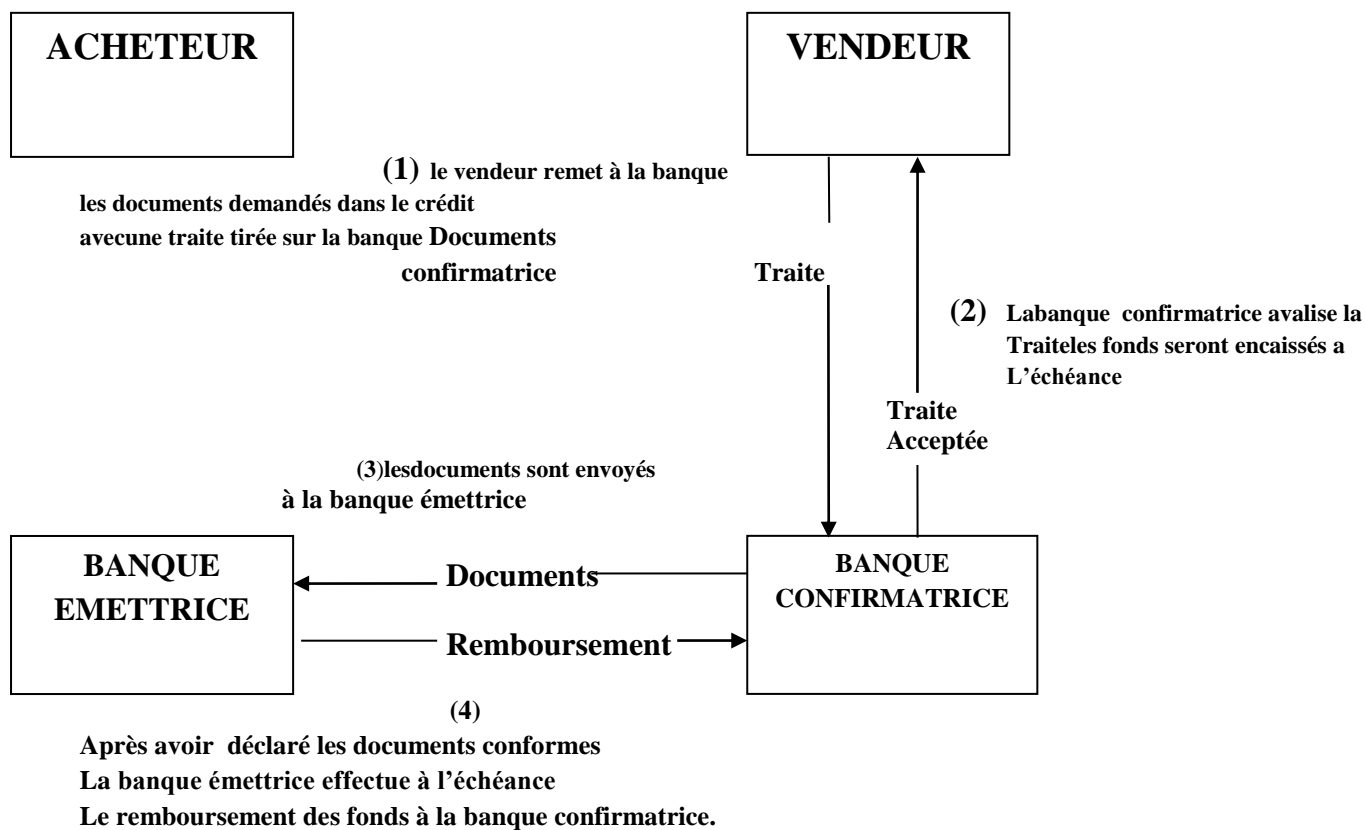 ACHETEUR
VENDEUR
(1) le vendeur remet à la banque
les documents demandés dans le crédit
avecune traite tirée sur la banque Documents
confirmatrice
Traite
(2) Labanque confirmatrice avalise la
Traiteles fonds seront encaissés a
L’échéance
Traite
Acceptée
(3)lesdocuments sont envoyés
à la banque émettrice
BANQUE
EMETTRICE
Documents
Remboursement
BANQUE
CONFIRMATRICE
(4)
Après avoir déclaré les documents conformes
La banque émettrice effectue à l’échéance
Le remboursement des fonds à la banque confirmatrice.